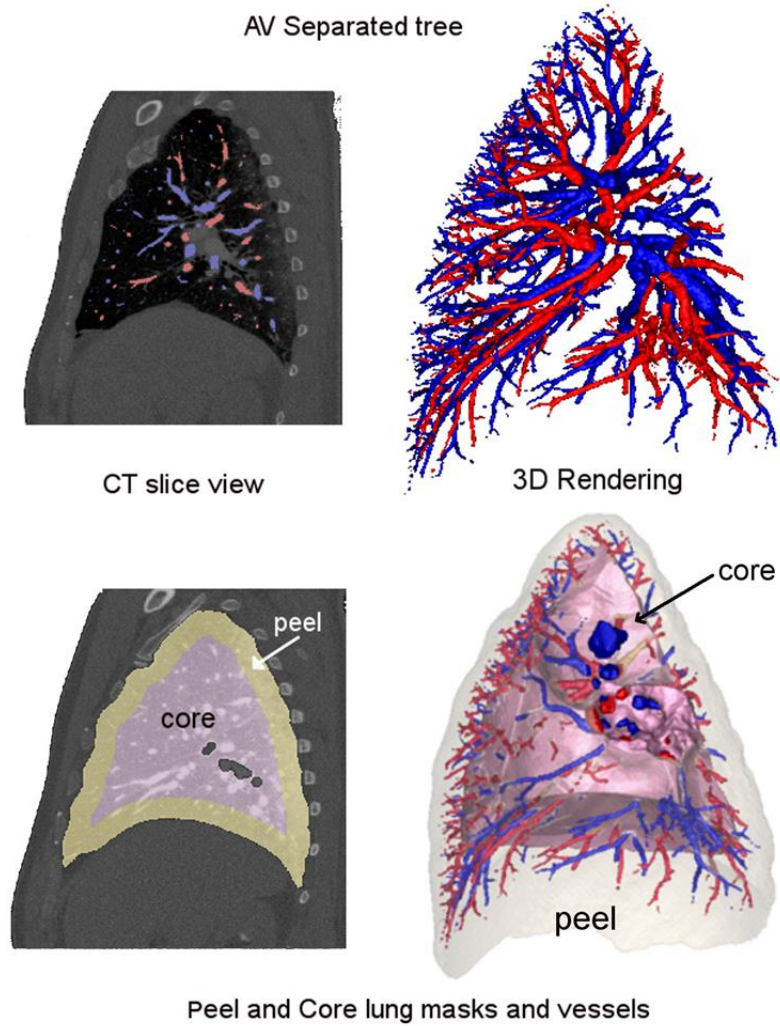 AV Separated tree
CT slice view
3D Rendering
peel
core
core
peel
Peel and Core lung masks and vessels